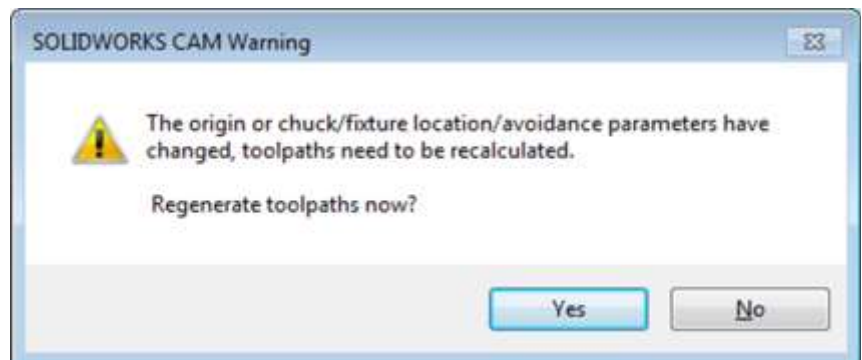 SOLIDWORKS CAM Warning
The origin or chuck/fixture location/avoidance parameters have
changed, toolpaths need to be recalculated.
Regenerate toolpaths now?
Yes
No